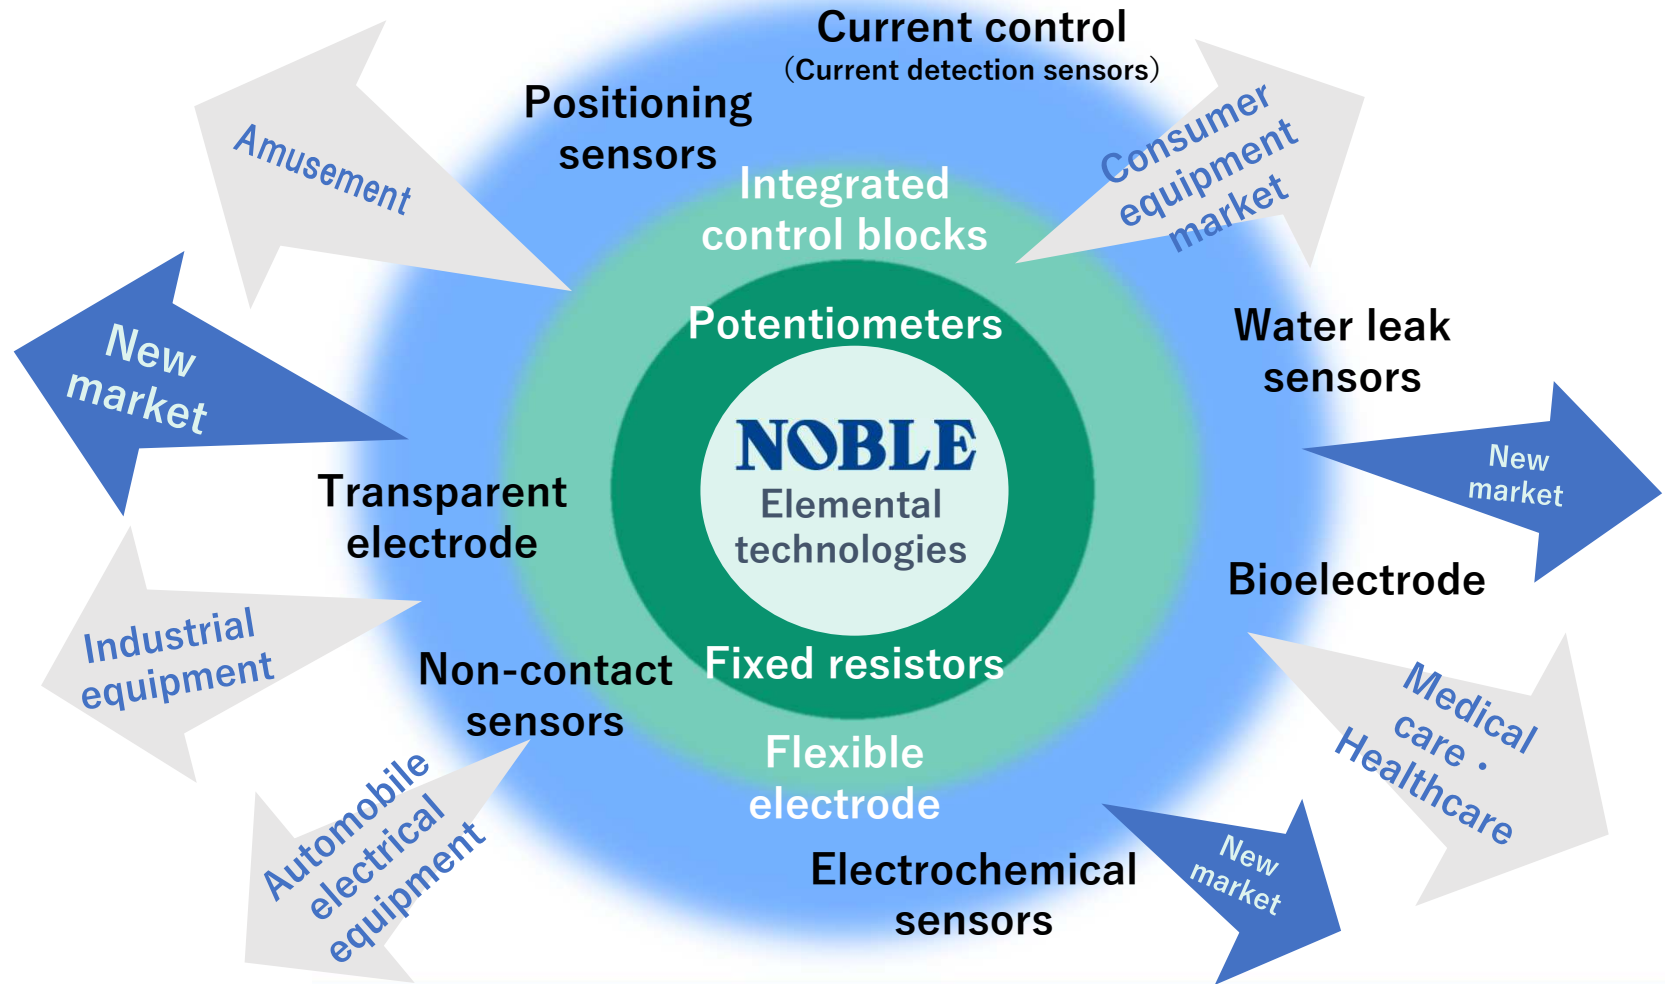 Current control
（Current detection sensors）
Positioning
sensors
Consumer
equipment
market
Amusement
Integrated
control blocks
New
market
Potentiometers
Water leak
sensors
NOBLE
Elemental
technologies
New
market
Transparent
electrode
Bioelectrode
Industrial
equipment
Non-contact
sensors
Fixed resistors
Medical
care・
Healthcare
Flexible
electrode
Automobile
electrical
equipment
Electrochemical
sensors
New
market